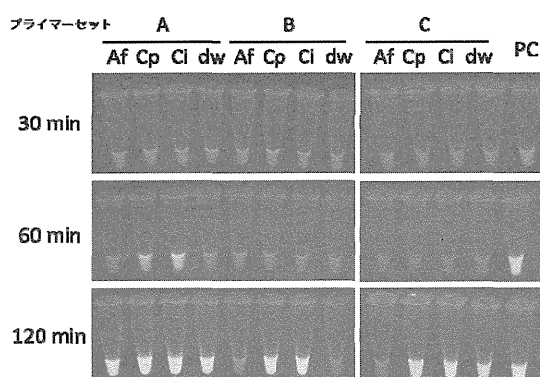 プライマーセット A B C
Af Cp Ci dw Af Cp Ci dw Af Cp Ci dw PC
30 min
60 min
120 min